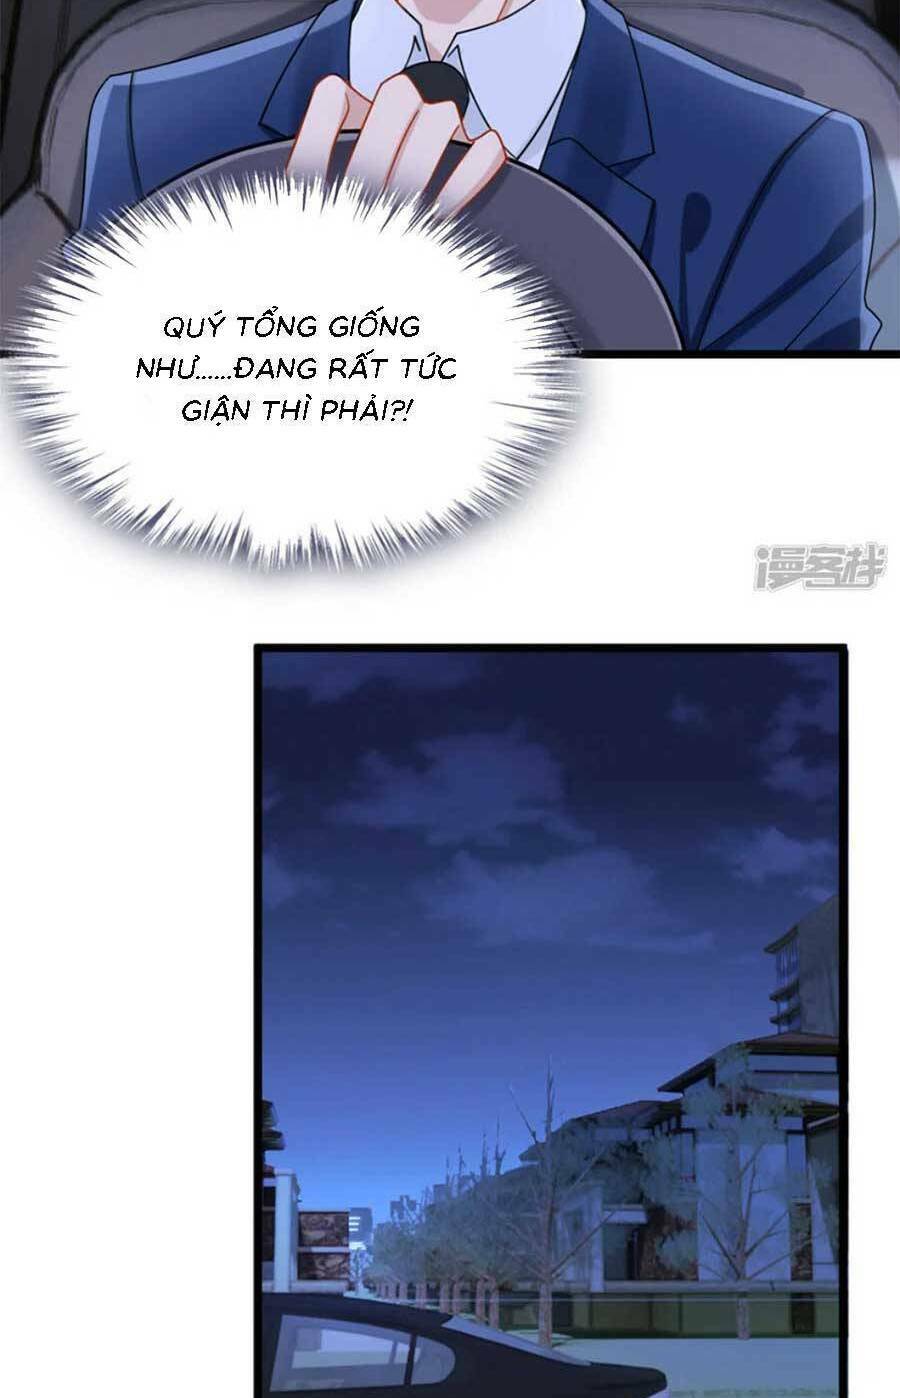 QUÝ TỔNG GIỐNG
NHƯ......ĐANG RẤT TỨC
GIẬN THÌ PHẢI?!
漫客栈